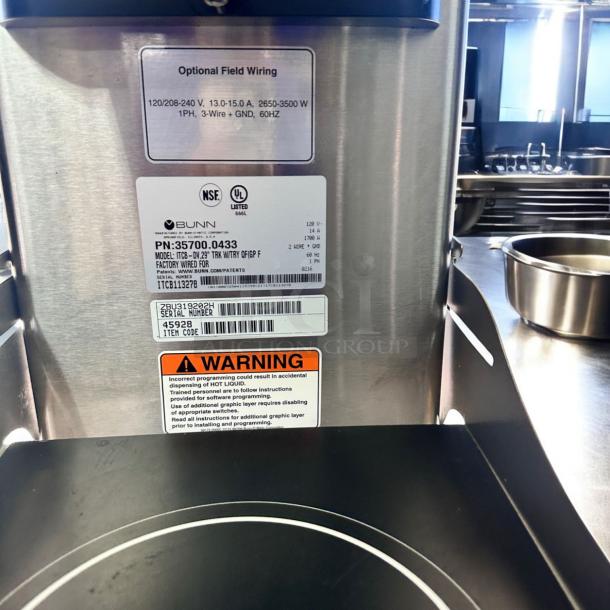 Optional Field Wiring
120/208-240 V, 13.0-15.0 A, 2650-3500 W
1PH, 3-Wire + GND, 60HZ
NSF.
UL
LISTED
666L
BUNN
120 V~
14 A
1700 W
2 WIRE + GND
60 Hz
1 PH
PN:35700.0433
MODEL: ITCB-DV,29" TRK W/TRY QF(GP F
FACTORY WIRED FOR
Patents: WWW.BUNN.COM/PATENTS
SERIAL NUMBER
ITCB113278
ZBU319202H
SERIAL NUMBER
45928
ITEM CODE
AUCTION GROUP
WARNING
Incorrect programming could result in accidental
dispensing of HOT LIQUID.
Trained personnel are to follow instructions
provided for software programming.
Use of additional graphic layer requires disabling
of appropriate switches.
Read all instructions for additional graphic layer
prior to installing and programming.